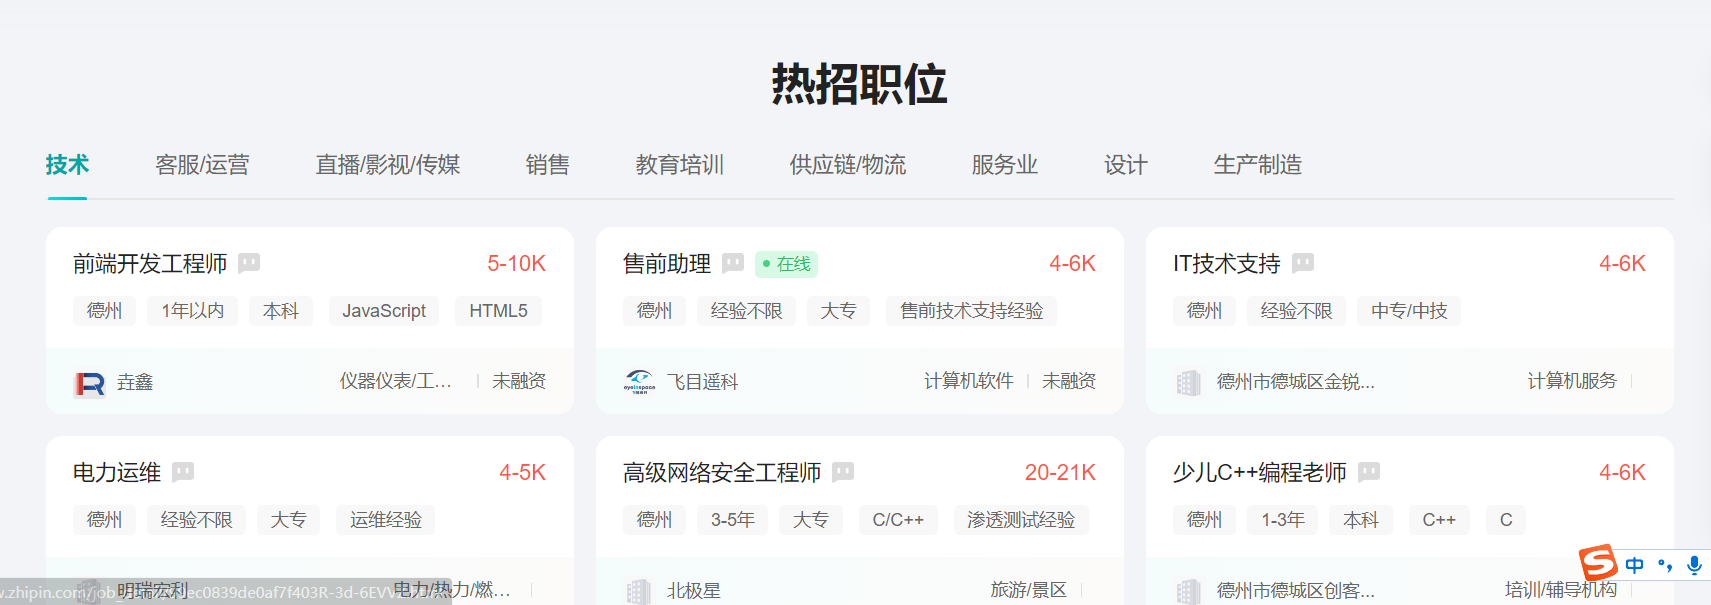 热招职位
技术 客服/运营 直播/影视/传媒 销售 教育培训 供应链/物流 服务业 设计 生产制造
前端开发工程师 5-10K
德州 1年以内 本科 JavaScript HTML5
垚鑫 仪器仪表/工... 未融资
售前助理 在线 4-6K
德州 经验不限 大专 售前技术支持经验
飞目遥科 计算机软件 未融资
IT技术支持 4-6K
德州 经验不限 中专/中技
德州市德城区金锐... 计算机服务
电力运维 4-5K
德州 经验不限 大专 运维经验
明瑞宏利 电力/热力/燃...
高级网络安全工程师 20-21K
德州 3-5年 大专 C/C++ 渗透测试经验
北极星 旅游/景区
少儿C++编程老师 4-6K
德州 1-3年 本科 C++ C
德州市德城区创客... 培训/辅导机构
中